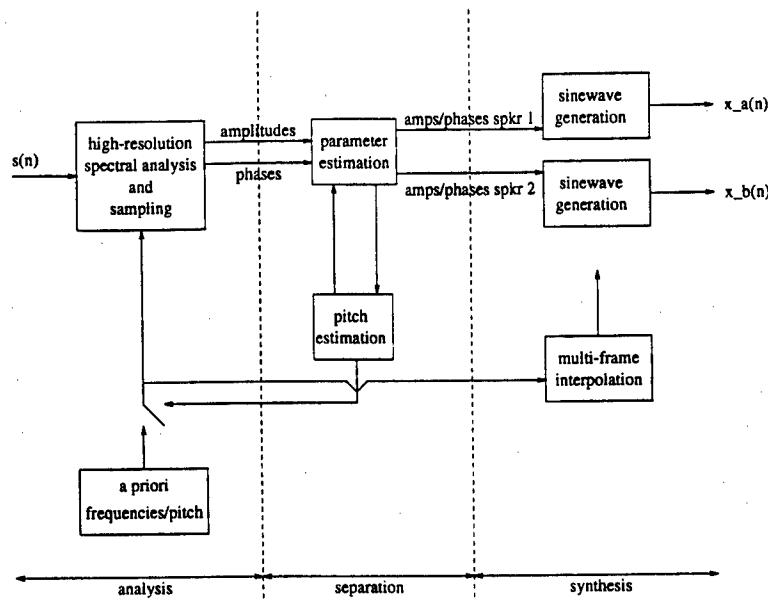 s(n)
high-resolution
spectral analysis
and
sampling
amplitudes
phases
parameter
estimation
amps/phases spkr 1
amps/phases spkr 2
sinewave
generation
x_a(n)
sinewave
generation
x_b(n)
pitch
estimation
multi-frame
interpolation
a priori
frequencies/pitch
analysis
separation
synthesis